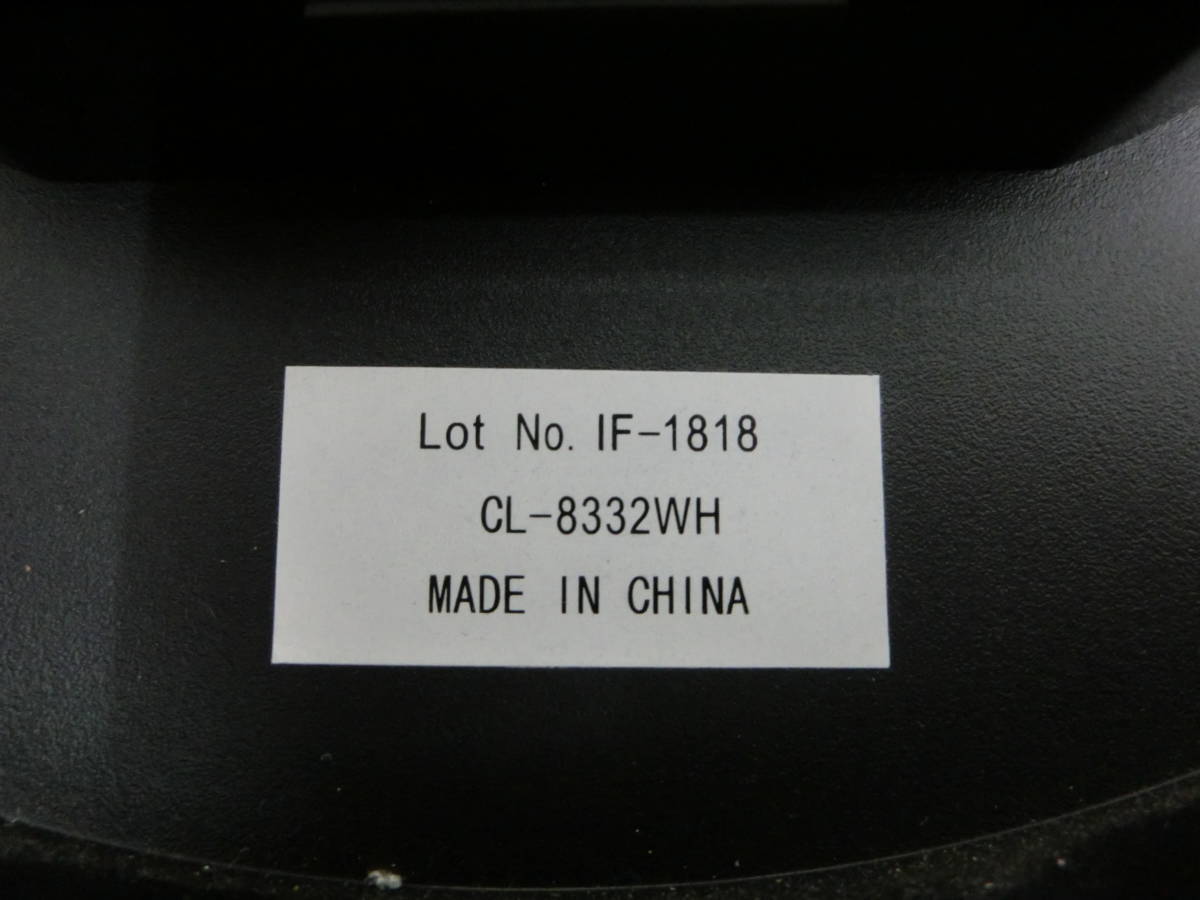 Lot No. IF-1818
CL-8332WH
MADE IN CHINA